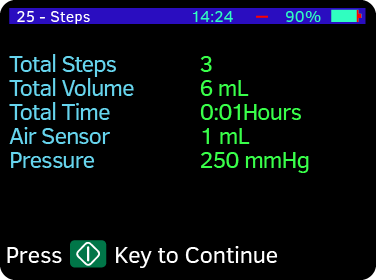 25 - Steps 14:24 90%
Total Steps 3
Total Volume 6 mL
Total Time 0:01Hours
Air Sensor 1 mL
Pressure 250 mmHg
Press Key to Continue